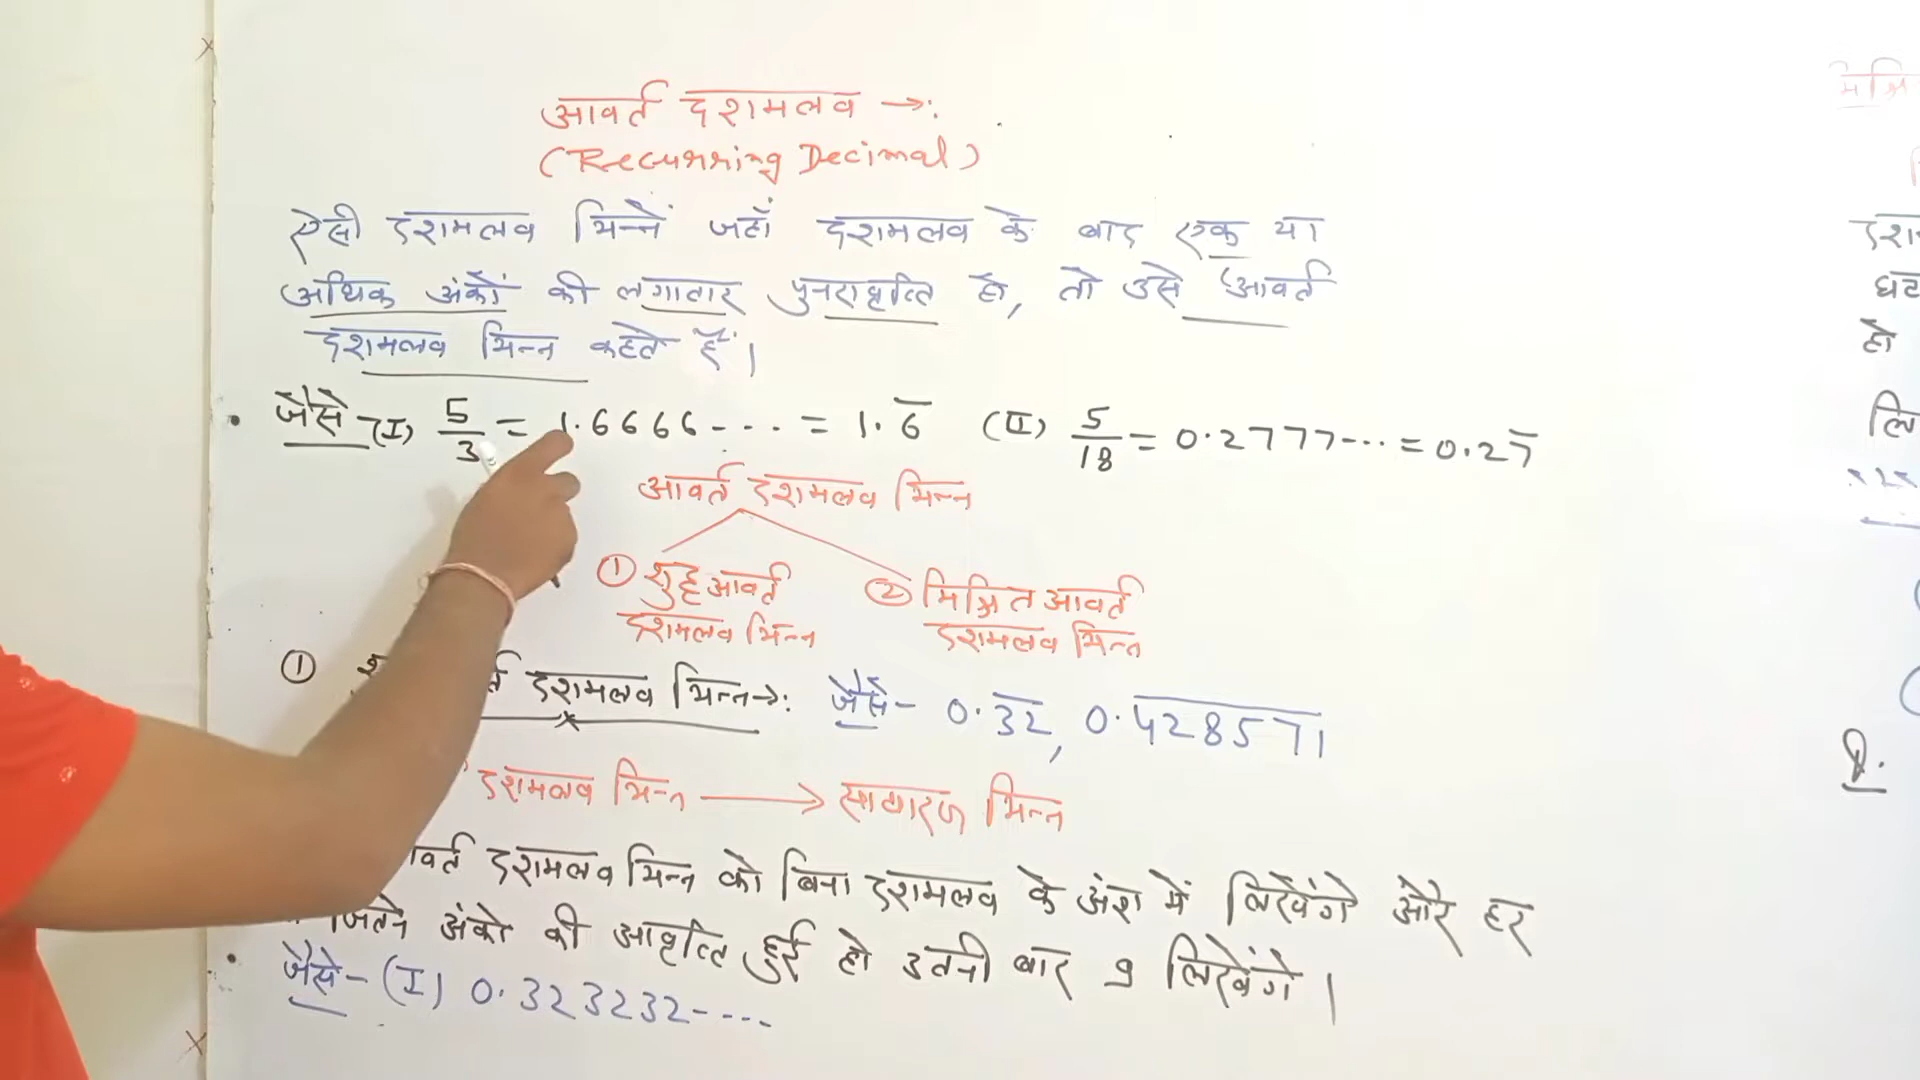 आवर्त दशमलव →:
(Recurring Decimal)
ऐसी दशमलव भिन्नें जहाँ दशमलव के बाद एक या
अधिक अंकों की लगातार पुनरावृत्ति हो, तो उसे आवर्त
दशमलव भिन्न कहते हैं।
• जैसे - (I) 5/3 = 1.6666--- = 1.6̅ (II) 5/18 = 0.2777--- = 0.27̅
आवर्त दशमलव भिन्न
① शुद्ध आवर्त
दशमलव भिन्न
② मिश्रित आवर्त
दशमलव भिन्न
① दशमलव भिन्न →: जैसे - 0.3̅2̅, 0.4̅2̅8̅5̅7̅1̅
दशमलव भिन्न → साधारण भिन्न
दशमलव भिन्न को बिना दशमलव के अंश में लिखेंगे और हर
जितने अंको की आवृत्ति हुई हो उतनी बार 9 लिखेंगे।
• जैसे - (I) 0.323232----
हो